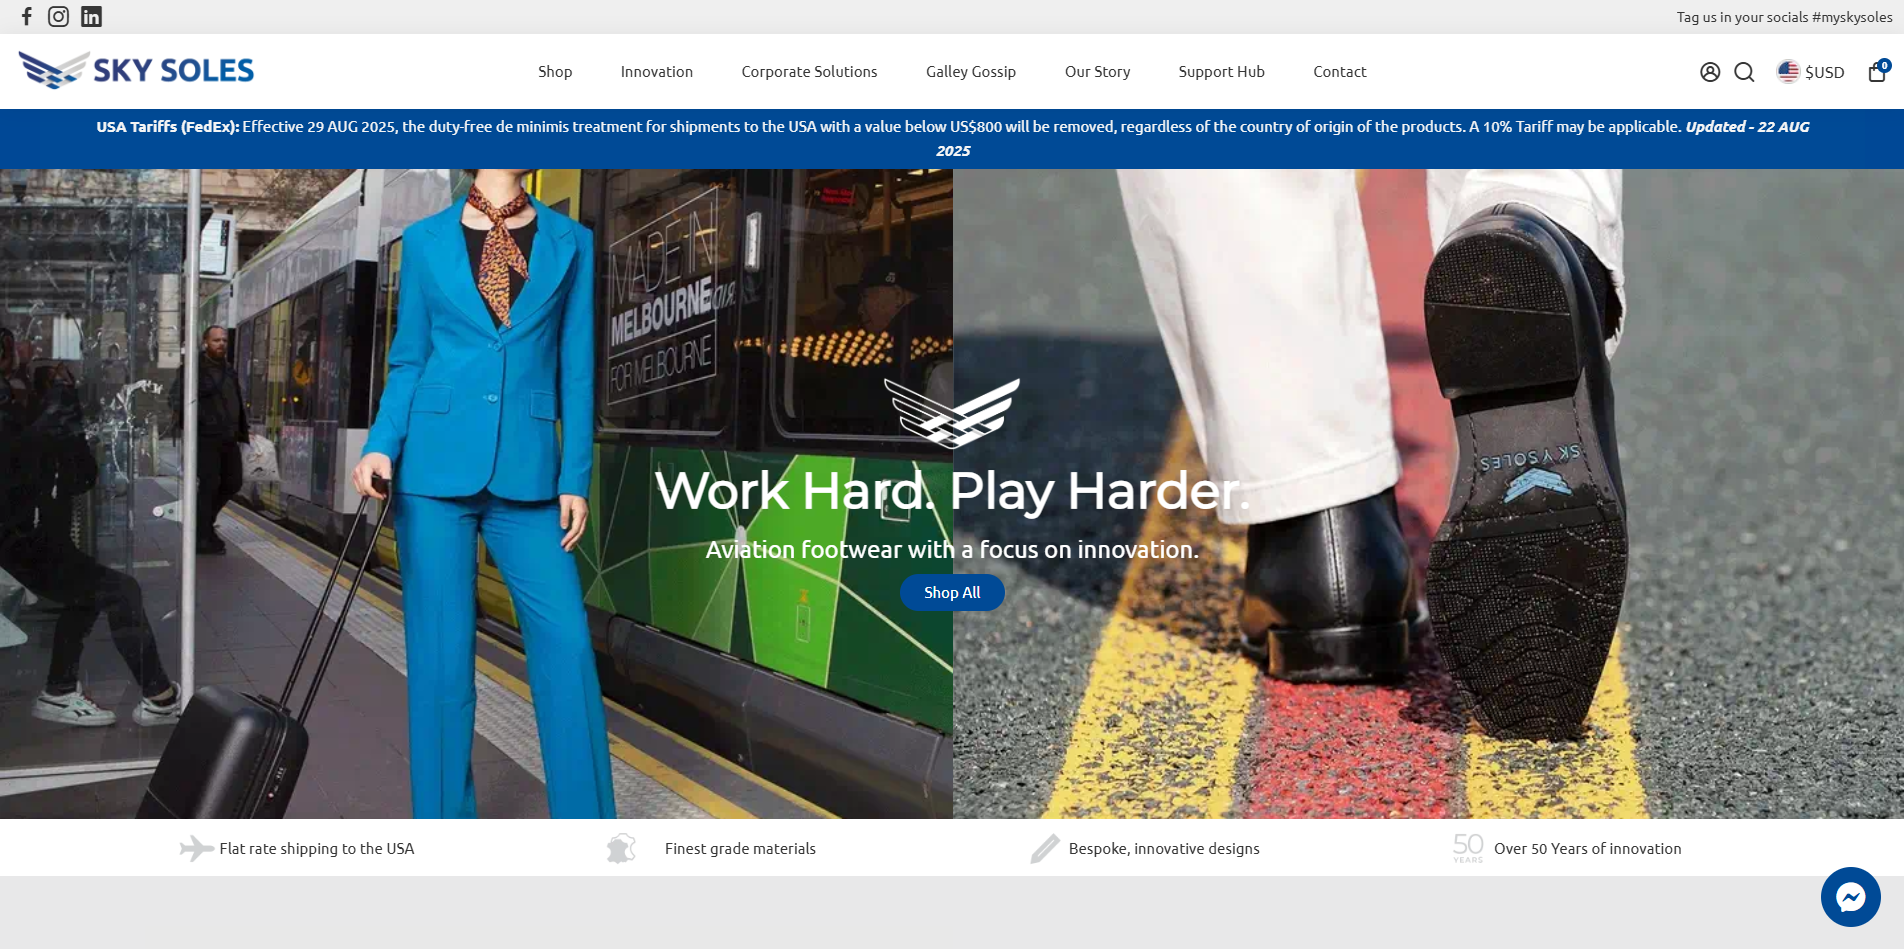 Tag us in your socials #myskysoles
SKY SOLES
Shop
Innovation
Corporate Solutions
Galley Gossip
Our Story
Support Hub
Contact
$USD
0
USA Tariffs (FedEx): Effective 29 AUG 2025, the duty-free de minimis treatment for shipments to the USA with a value below US$800 will be removed, regardless of the country of origin of the products. A 10% Tariff may be applicable. Updated - 22 AUG
2025
MADE IN
MELBOURNE
FOR MELBOURNE
SKYSOLES
Work Hard. Play Harder.
Aviation footwear with a focus on innovation.
Shop All
Flat rate shipping to the USA
Finest grade materials
Bespoke, innovative designs
50
YEARS
Over 50 Years of innovation